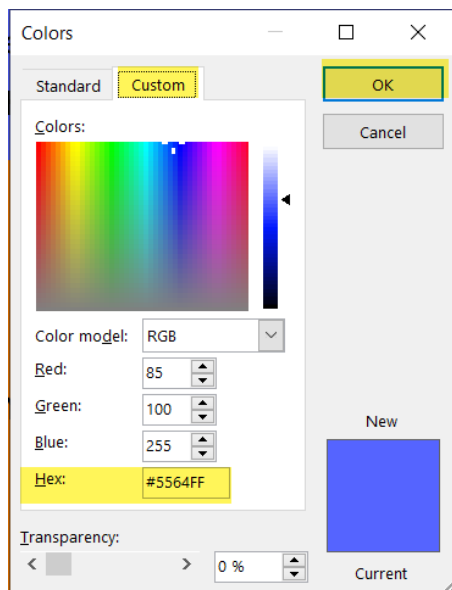 Colors
Standard Custom
OK
Cancel
Colors:
Color model: RGB
Red: 85
Green: 100
Blue: 255
Hex: #5564FF
New
Current
Transparency:
0 %